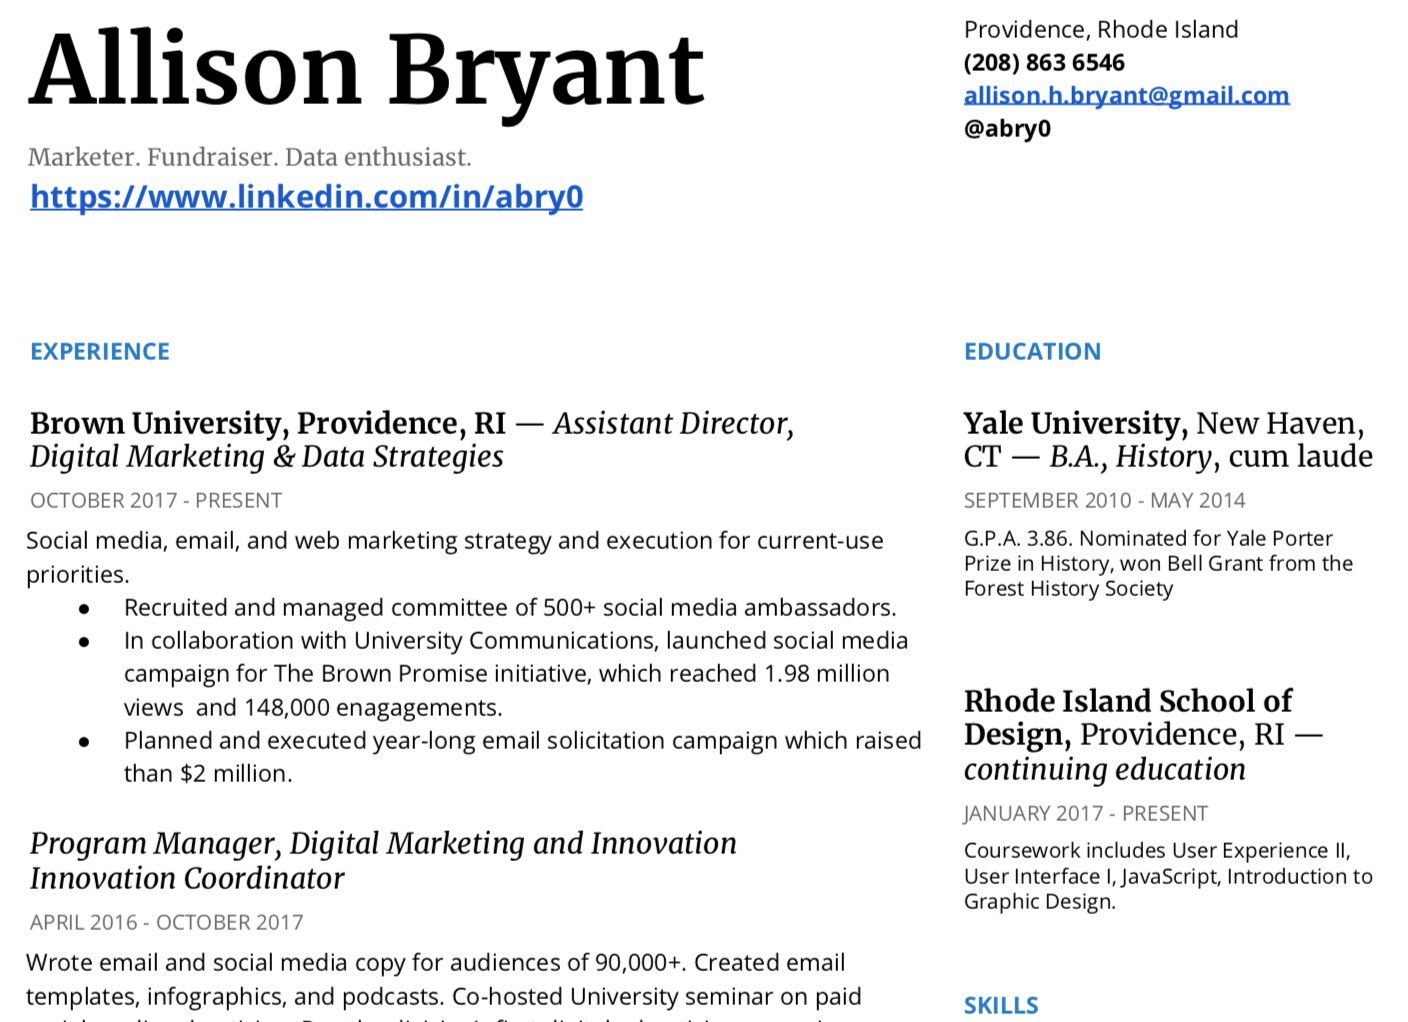 Allison Bryant
Marketer. Fundraiser. Data enthusiast.
https://www.linkedin.com/in/abry0
Providence, Rhode Island
(208) 863 6546
allison.h.bryant@gmail.com
@abry0
EXPERIENCE
Brown University, Providence, RI — Assistant Director,
Digital Marketing & Data Strategies
OCTOBER 2017 - PRESENT
Social media, email, and web marketing strategy and execution for current-use
priorities.
● Recruited and managed committee of 500+ social media ambassadors.
● In collaboration with University Communications, launched social media
campaign for The Brown Promise initiative, which reached 1.98 million
views  and 148,000 enagagements.
● Planned and executed year-long email solicitation campaign which raised
than $2 million.
Program Manager, Digital Marketing and Innovation
Innovation Coordinator
APRIL 2016 - OCTOBER 2017
Wrote email and social media copy for audiences of 90,000+. Created email
templates, infographics, and podcasts. Co-hosted University seminar on paid
EDUCATION
Yale University, New Haven,
CT — B.A., History, cum laude
SEPTEMBER 2010 - MAY 2014
G.P.A. 3.86. Nominated for Yale Porter
Prize in History, won Bell Grant from the
Forest History Society
Rhode Island School of
Design, Providence, RI —
continuing education
JANUARY 2017 - PRESENT
Coursework includes User Experience II,
User Interface I, JavaScript, Introduction to
Graphic Design.
SKILLS